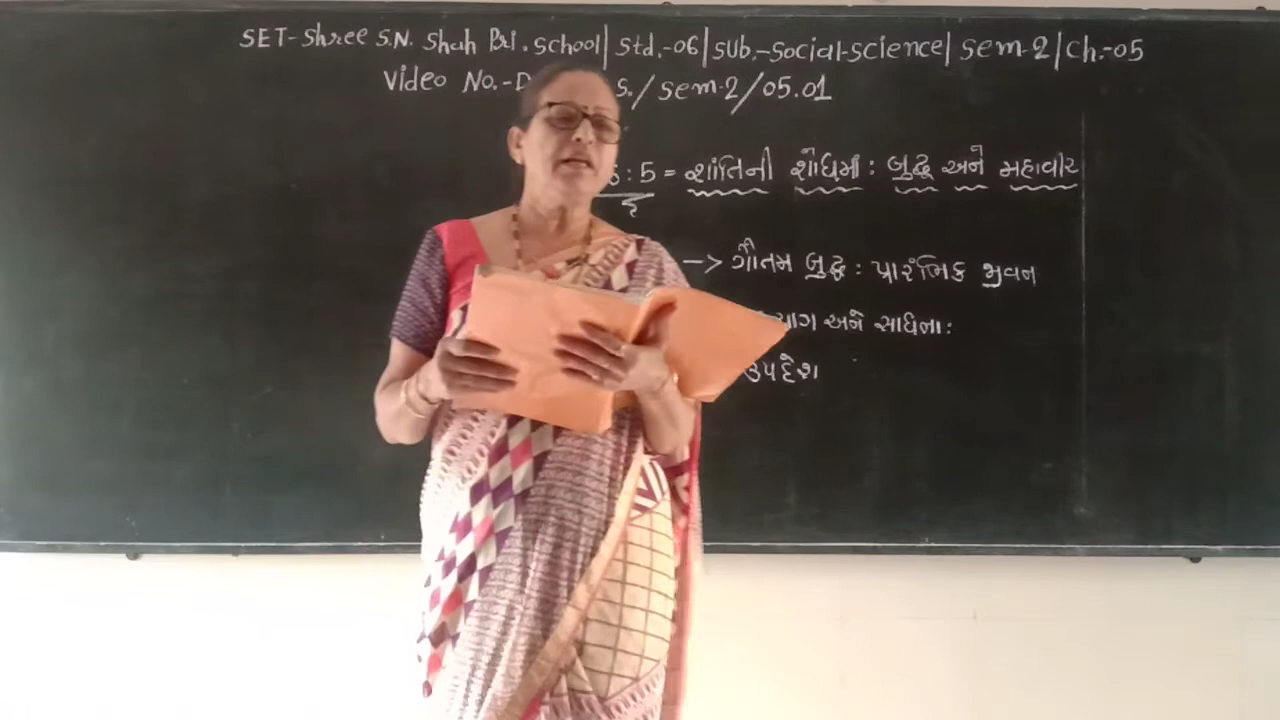 SET-Shree S.N. Shah Pri. School| Std.-06| SUB.-Social-Science| Sem-2| Ch.-05
Video No.- S./ Sem-2/05.01
: 5 = શાંતિની શોધમાં : બુદ્ધ અને મહાવીર
-> ગૌતમ બુદ્ધ : પ્રારંભિક જીવન
અને સાધના :
ઉપદેશ